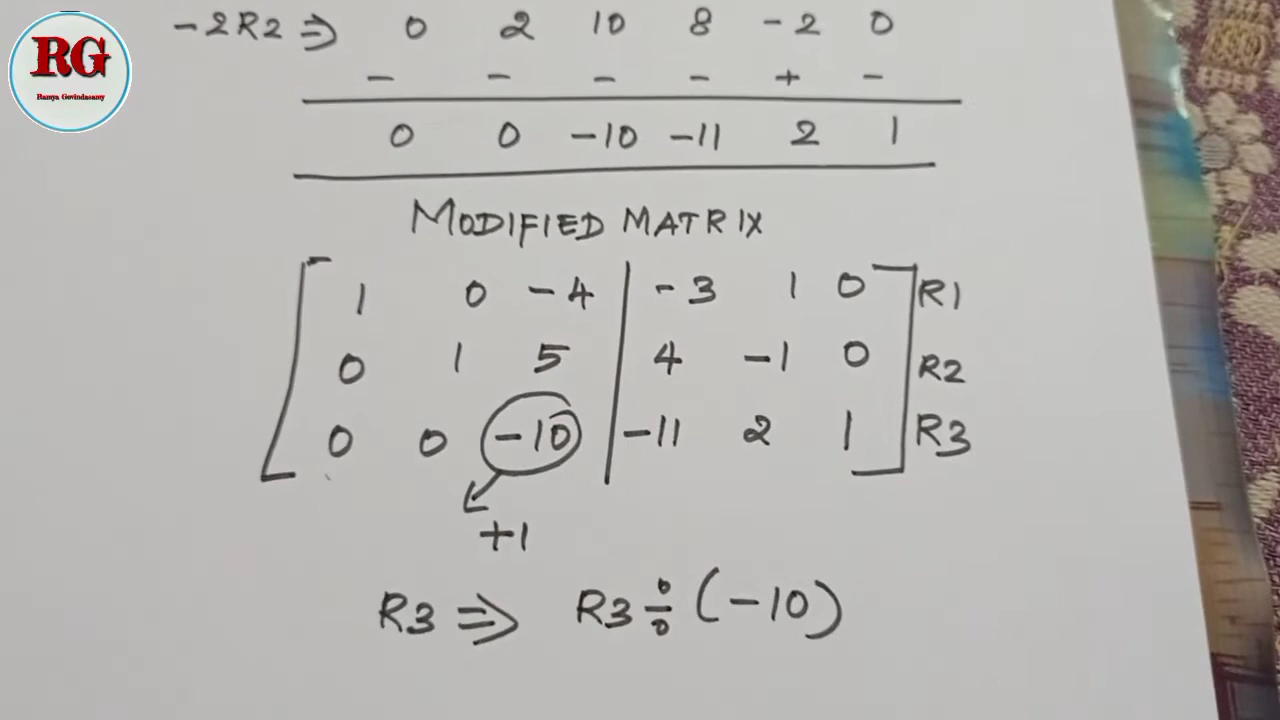 RG
Ramya Govindasamy
-2R2 ⇒ 0 2 10 8 -2 0
- - - - + -
0 0 -10 -11 2 1
MODIFIED MATRIX
1 0 -4 | -3 1 0 R1
0 1 5 | 4 -1 0 R2
0 0 -10 | -11 2 1 R3
+1
R3 ⇒ R3 ÷ (-10)